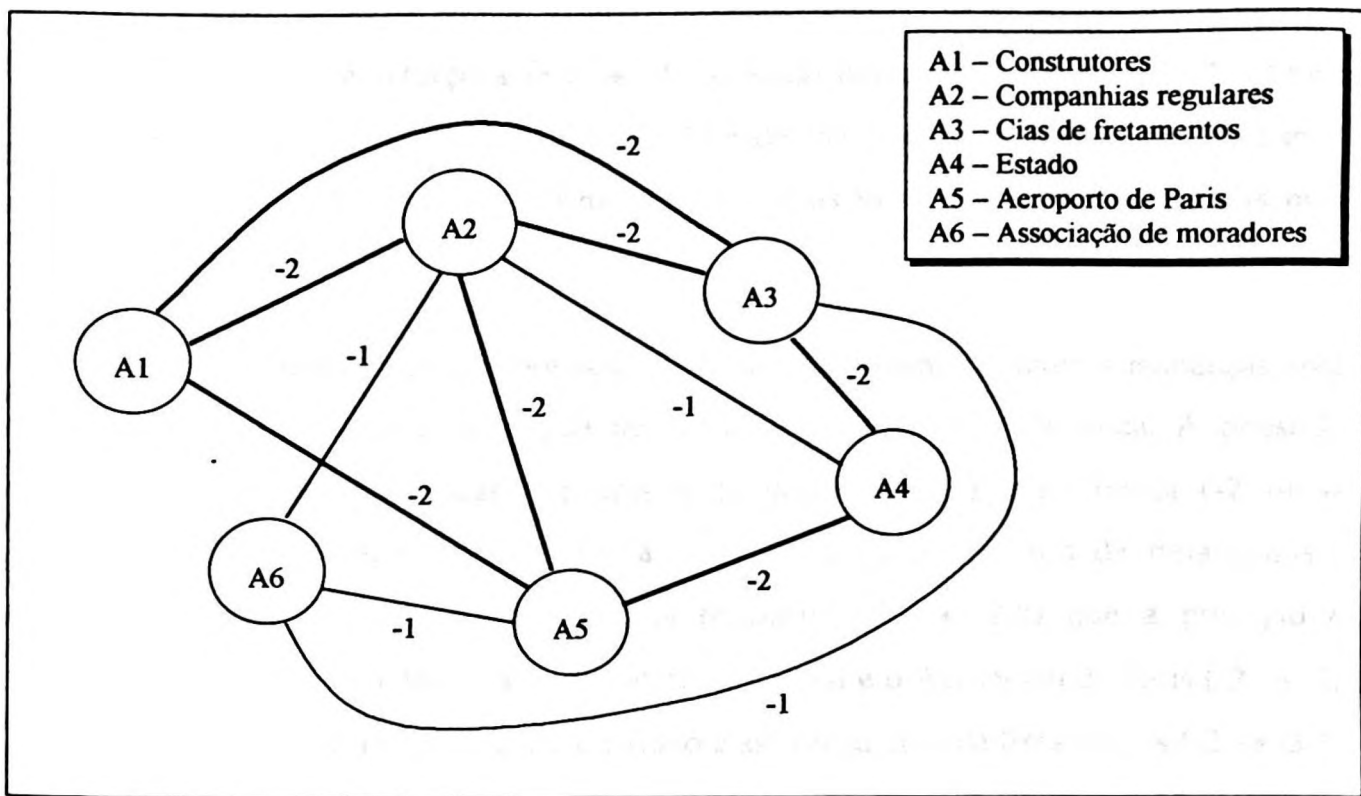 A1 – Construtores
A2 – Companhias regulares
A3 – Cias de fretamentos
A4 – Estado
A5 – Aeroporto de Paris
A6 – Associação de moradores
-2
A2
-2
-2
A3
A1
-1
-2
-1
-2
-2
A4
A6
-2
-1
A5
-1